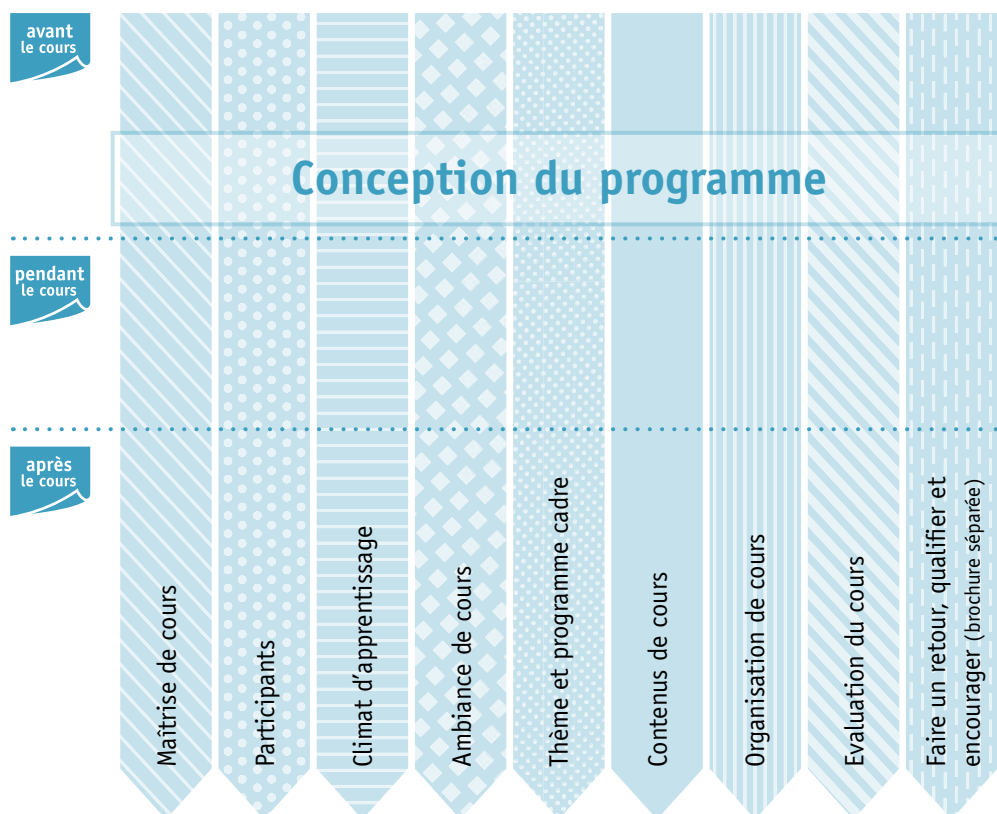 avant
le cours
Conception du programme
pendant
le cours
après
le cours
Maîtrise de cours
Participants
Climat d’apprentissage
Ambiance de cours
Thème et programme cadre
Contenus de cours
Organisation de cours
Evaluation du cours
Faire un retour, qualifier et
encourager (brochure séparée)